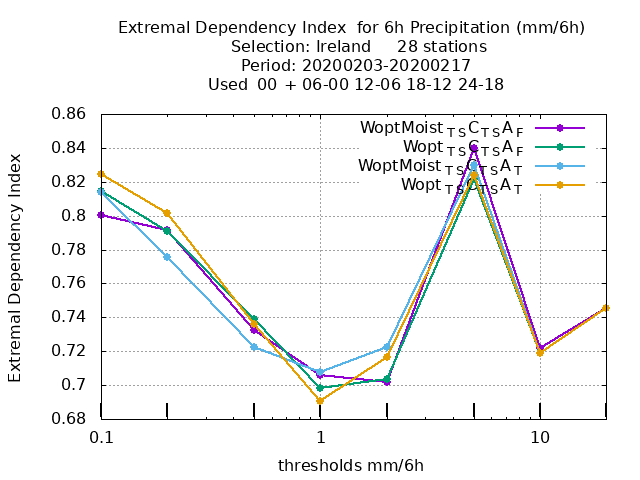 Extremal Dependency Index  for 6h Precipitation (mm/6h)
Selection: Ireland     28 stations
Period: 20200203-20200217
Used  00  + 06-00 12-06 18-12 24-18
Extremal Dependency Index
0.86
0.84
0.82
0.8
0.78
0.76
0.74
0.72
0.7
0.68
WoptMoist TS C TS A F
Wopt TS C TS A F
WoptMoist TS C TS A T
Wopt TS C TS A T
0.1
1
10
thresholds mm/6h